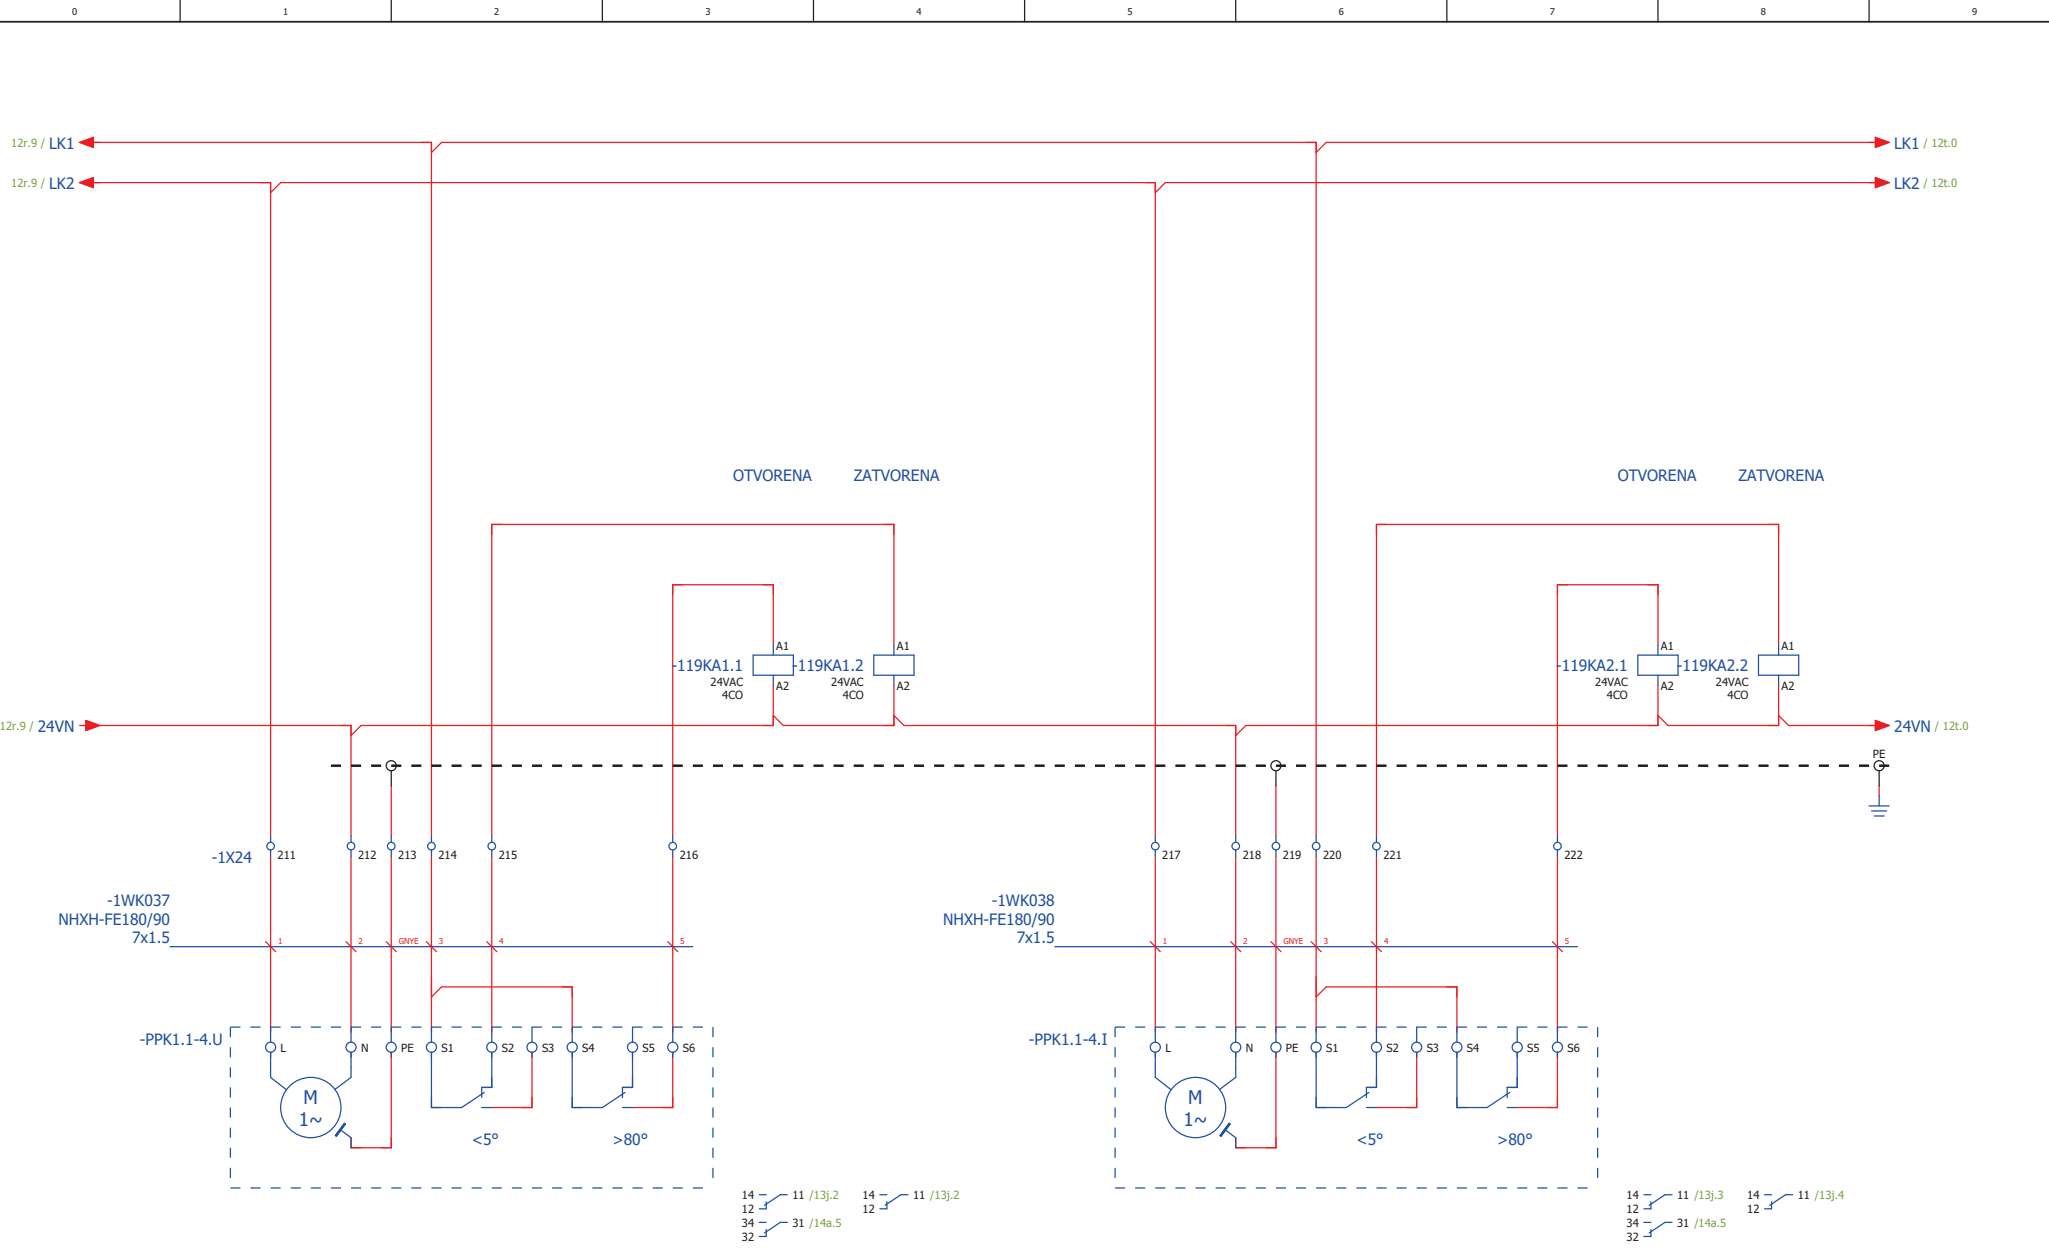 0 1 2 3 4 5 6 7 8 9
12r.9 / LK1 LK1 / 12t.0
12r.9 / LK2 LK2 / 12t.0
OTVORENA ZATVORENA OTVORENA ZATVORENA
A1 A1 A1 A1
-119KA1.1 -119KA1.2 -119KA2.1 -119KA2.2
24VAC A2 24VAC A2 24VAC A2 24VAC A2
4CO 4CO 4CO 4CO
12r.9 / 24VN 24VN / 12t.0
PE
-1X24 211 212 213 214 215 216 217 218 219 220 221 222
-1WK037 -1WK038
NHXH-FE180/90 NHXH-FE180/90
7x1.5 1 2 GNYE 3 4 5 7x1.5 1 2 GNYE 3 4 5
-PPK1.1-4.U -PPK1.1-4.I
L N PE S1 S2 S3 S4 S5 S6 L N PE S1 S2 S3 S4 S5 S6
M M
1~ 1~
<5° >80° <5° >80°
14 11 /13j.2 14 11 /13j.2 14 11 /13j.3 14 11 /13j.4
12 12 12 12
34 31 /14a.5 34 31 /14a.5
32 32